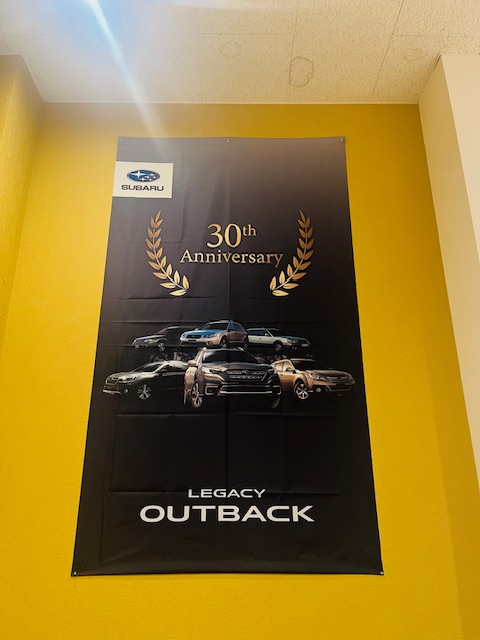 SUBARU
30th
Anniversary
LEGACY
OUTBACK